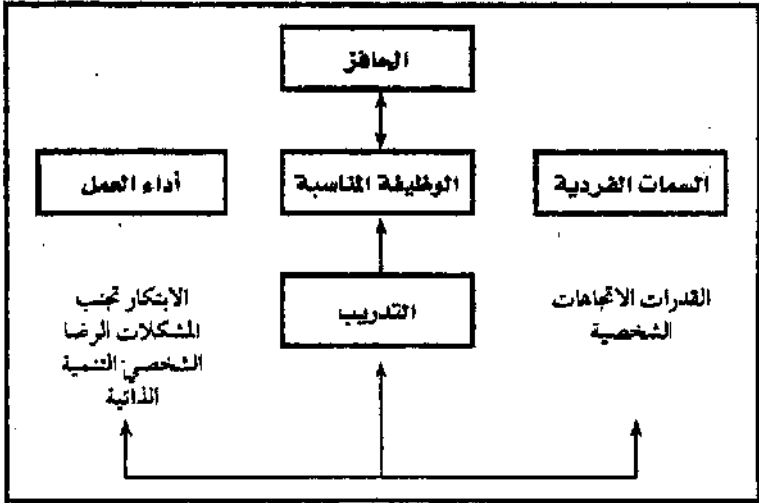 الحافز
السمات الفردية
الوظيفة المناسبة
أداء العمل
القدرات الاتجاهات
الشخصية
التدريب
الابتكار تجنب
المشكلات الرضا
الشخصي التنمية
الذاتية